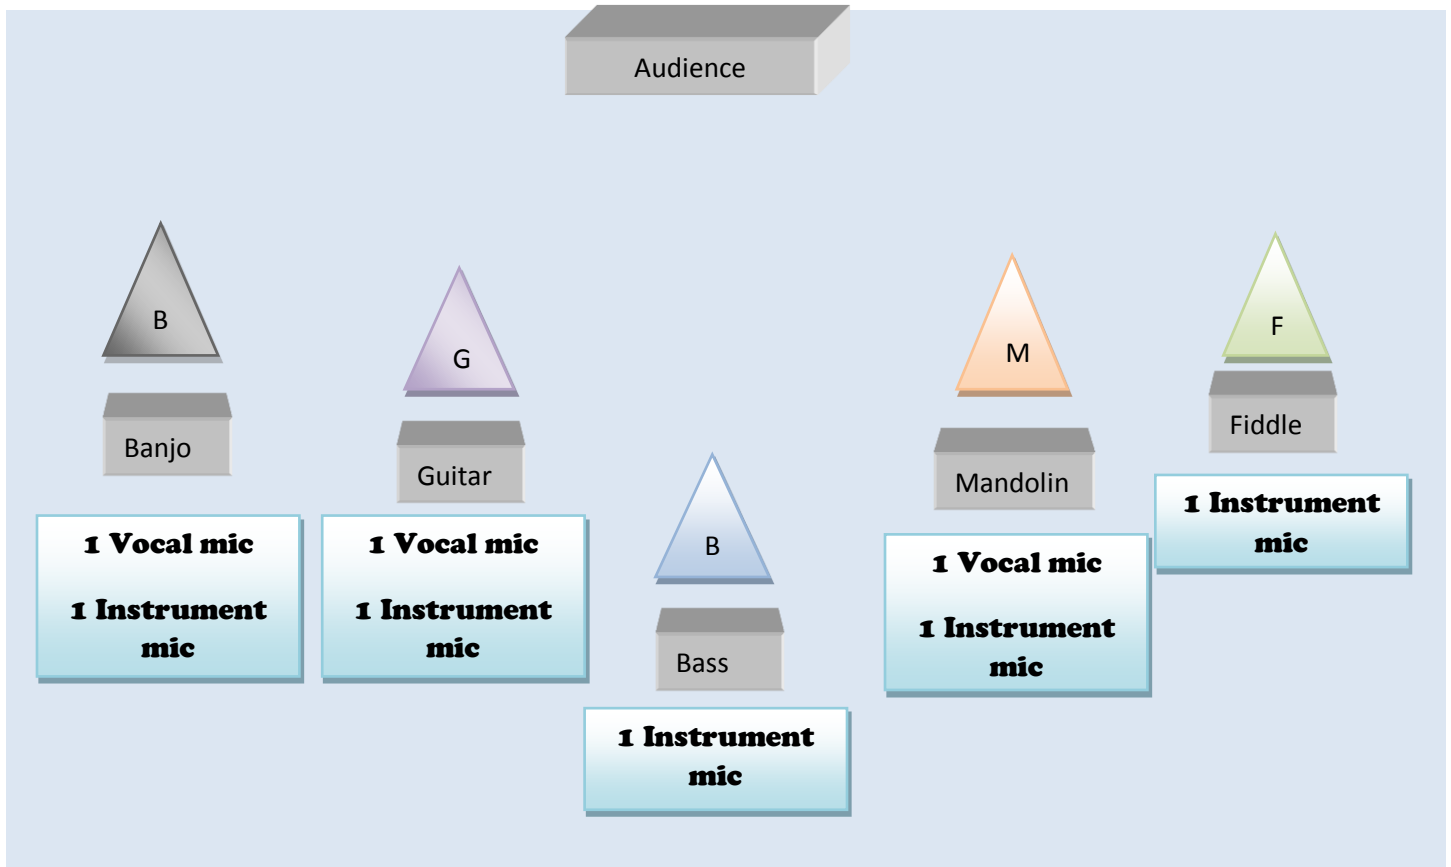 Audience
B
Banjo
1 Vocal mic
1 Instrument
mic
G
Guitar
1 Vocal mic
1 Instrument
mic
B
Bass
1 Instrument
mic
M
Mandolin
1 Vocal mic
1 Instrument
mic
F
Fiddle
1 Instrument
mic